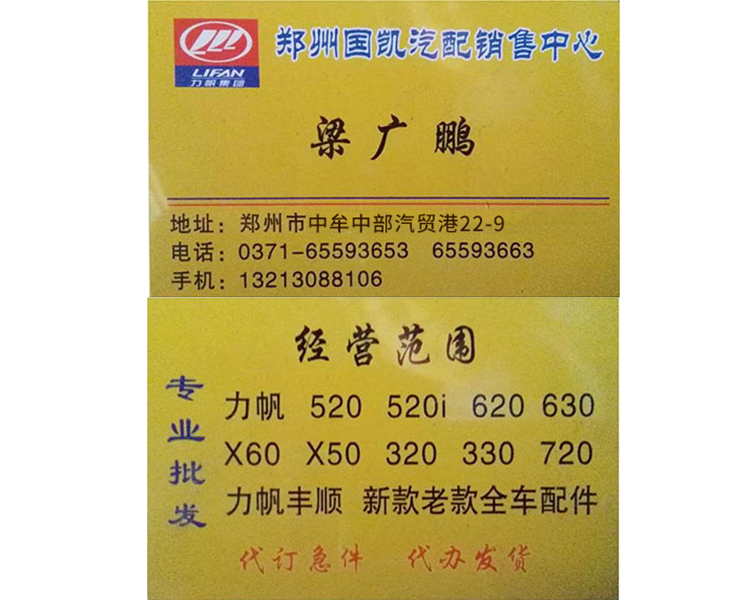 LIFAN
力帆集团
郑州国凯汽配销售中心
梁广鹏
地址：郑州市中牟中部汽贸港22-9
电话：0371-65593653 65593663
手机：13213088106
经营范围
专业批发
力帆 520 520i 620 630
X60 X50 320 330 720
力帆丰顺 新款老款全车配件
代订急件 代办发货